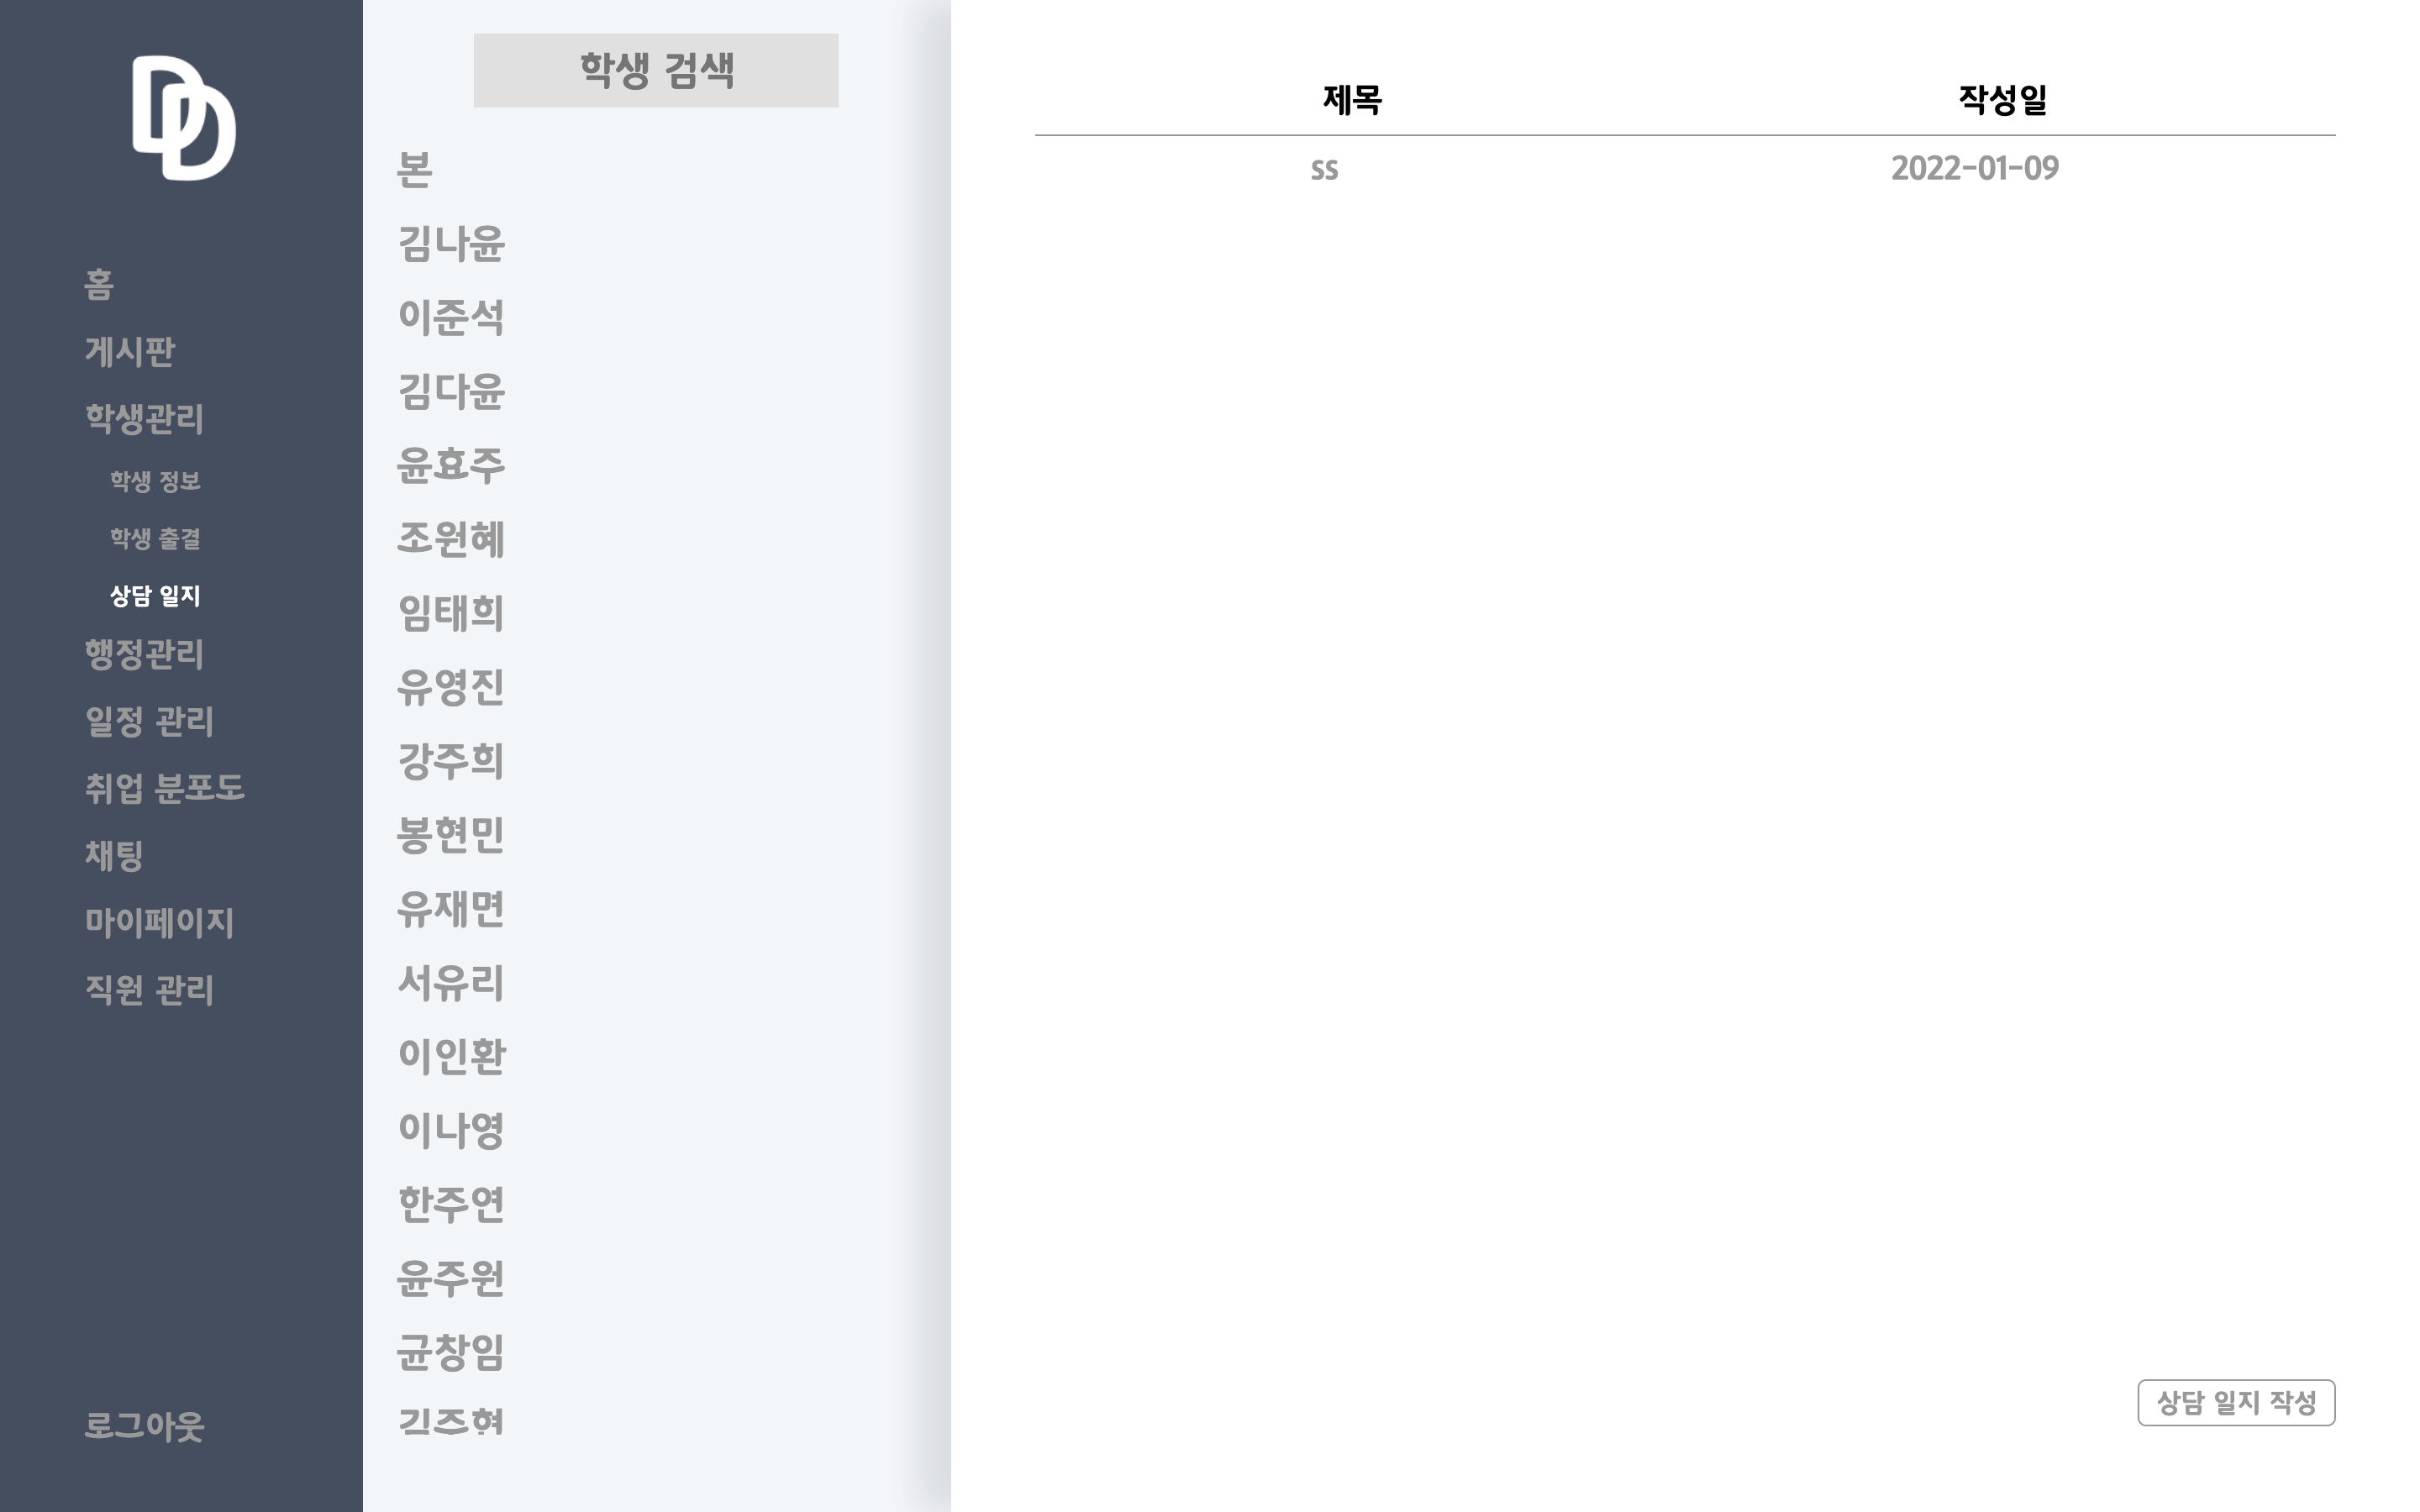 DD
홈
게시판
학생관리
학생 정보
학생 출결
상담 일지
행정관리
일정 관리
취업 분포도
채팅
마이페이지
직원 관리
로그아웃
학생 검색
본
김나윤
이준석
김다윤
윤효주
조원혜
임태희
유영진
강주희
봉현민
유재면
서유리
이인환
이나영
한주연
윤주원
균창임
제목 작성일
ss 2022-01-09
상담 일지 작성